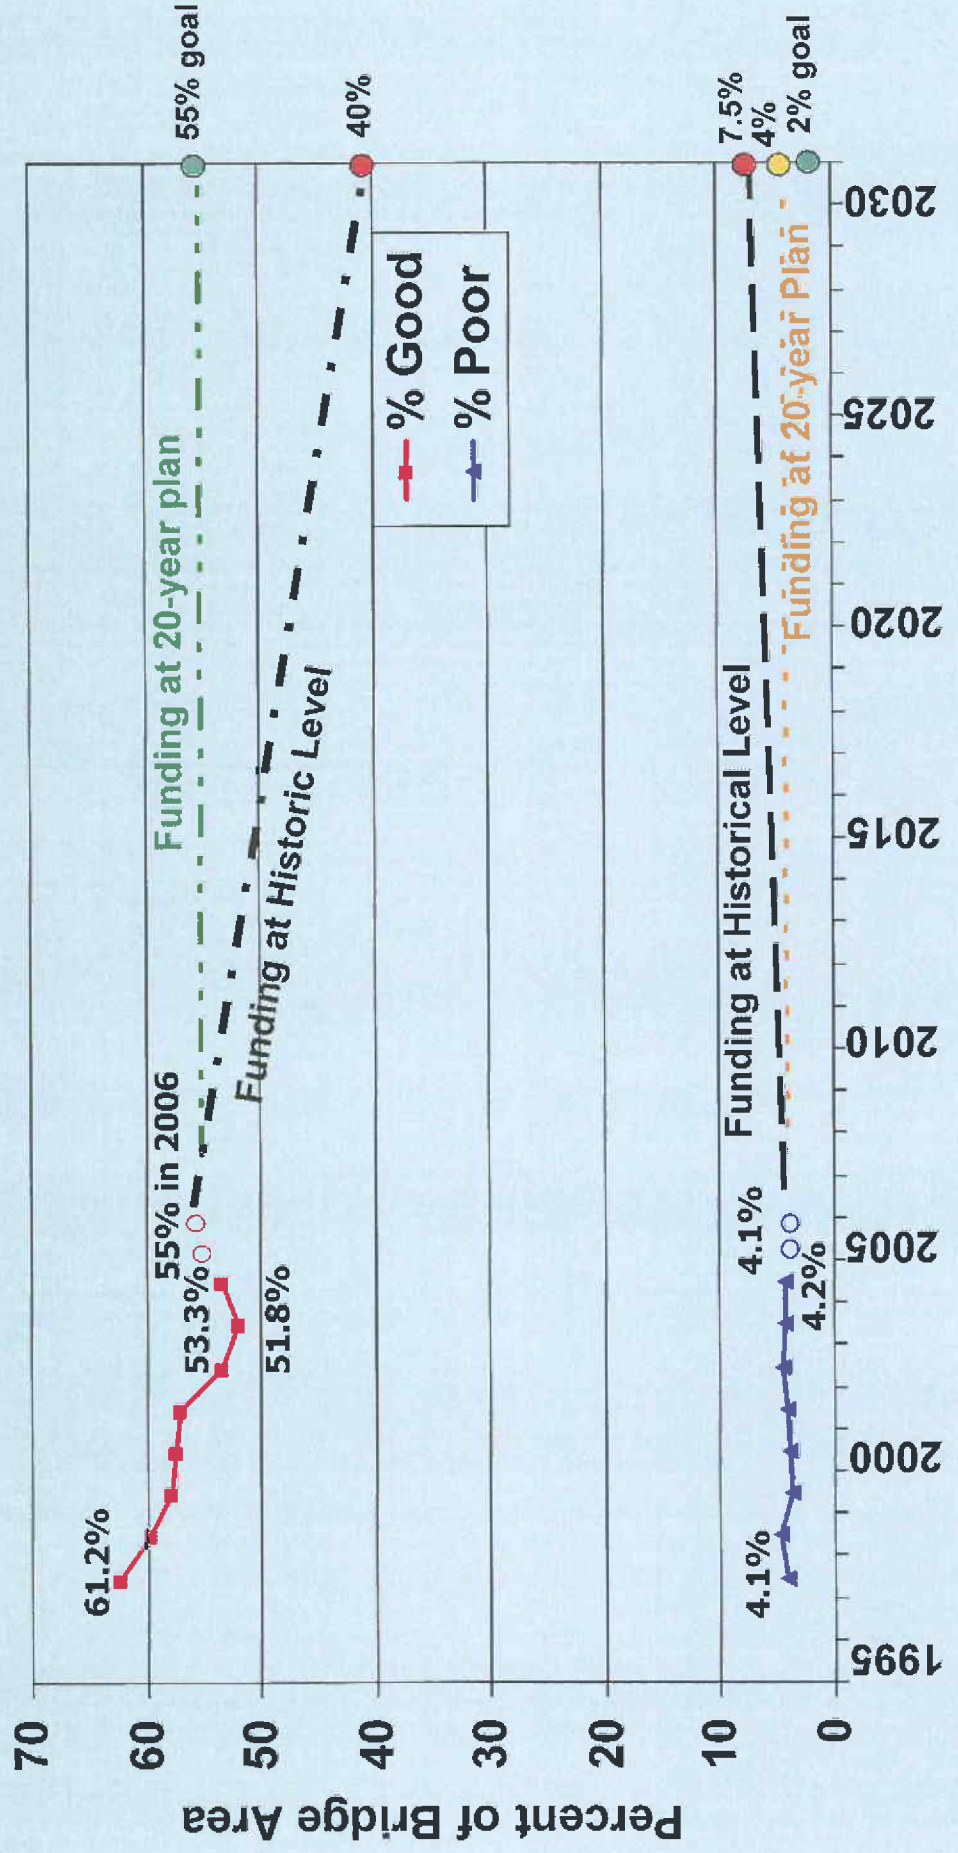 Percent of Bridge Area
70
60
50
40
30
20
10
0
1995
2000
2005
2010
2015
2020
2025
2030
61.2%
53.3%
51.8%
55% in 2006
Funding at 20-year plan
Funding at Historic Level
55% goal
40%
% Good
% Poor
4.1%
4.1%
4.2%
Funding at Historical Level
Funding at 20-year Plan
7.5%
4%
2% goal